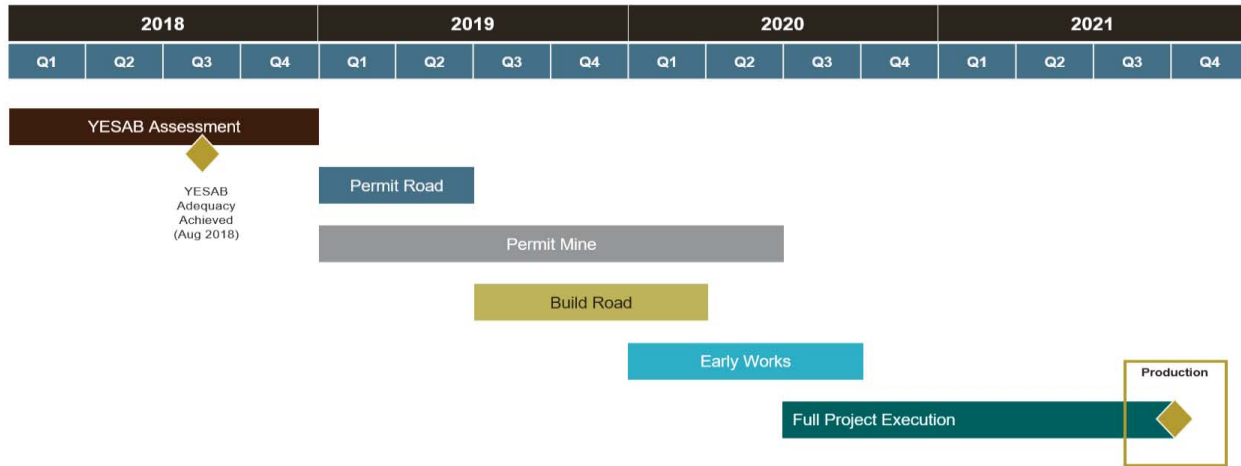 2018 2019 2020 2021
Q1 Q2 Q3 Q4 Q1 Q2 Q3 Q4 Q1 Q2 Q3 Q4 Q1 Q2 Q3 Q4
YESAB Assessment
YESAB
Adequacy
Achieved
(Aug 2018)
Permit Road
Permit Mine
Build Road
Early Works
Production
Full Project Execution